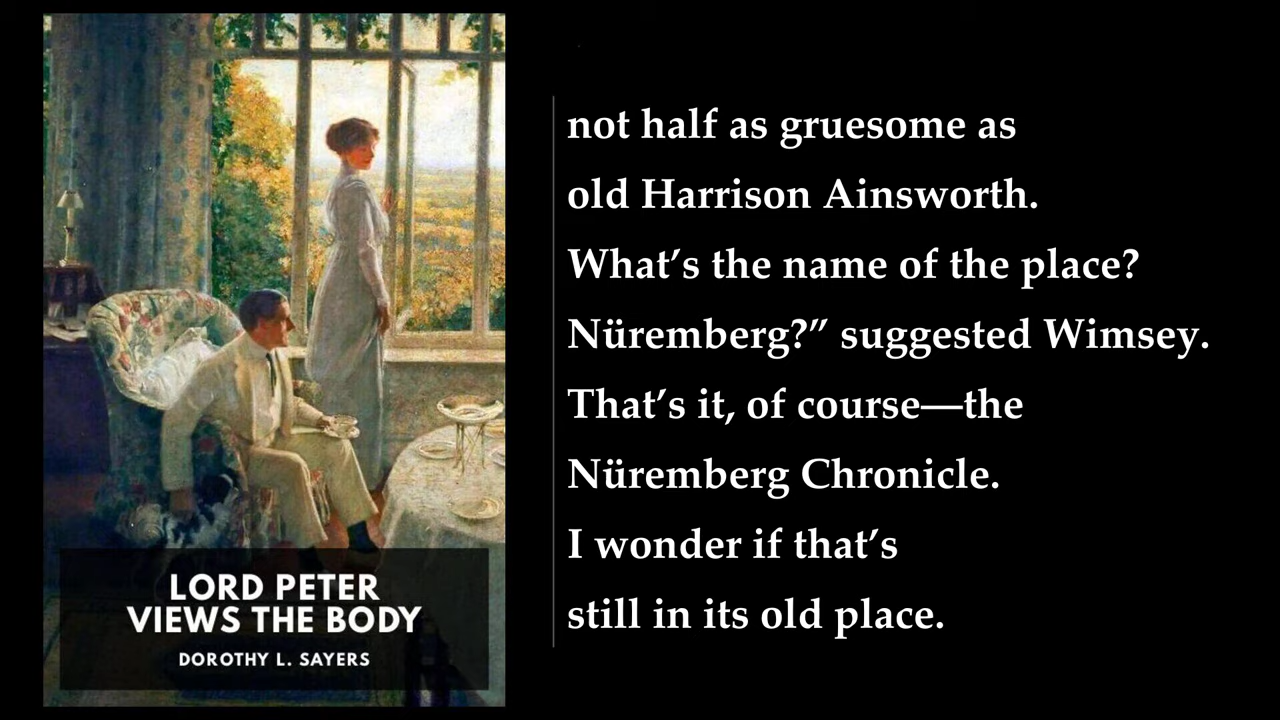 not half as gruesome as
old Harrison Ainsworth.
What’s the name of the place?
Nüremberg?” suggested Wimsey.
That’s it, of course—the
Nüremberg Chronicle.
I wonder if that’s
still in its old place.
LORD PETER
VIEWS THE BODY
DOROTHY L. SAYERS